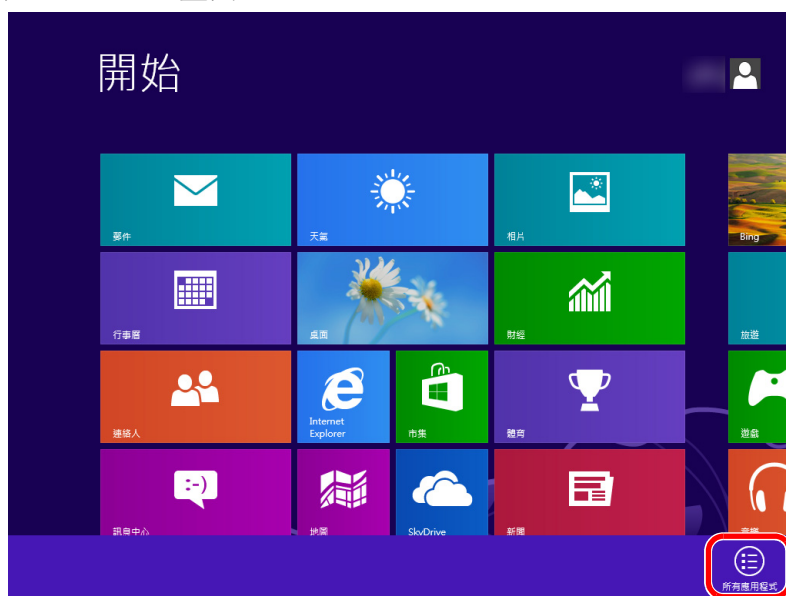 開始
郵件
天氣
相片
Bing
行事曆
桌面
財經
旅遊
連絡人
Internet
Explorer
市集
體育
遊戲
:-)
訊息中心
地圖
SkyDrive
新聞
音樂
所有應用程式